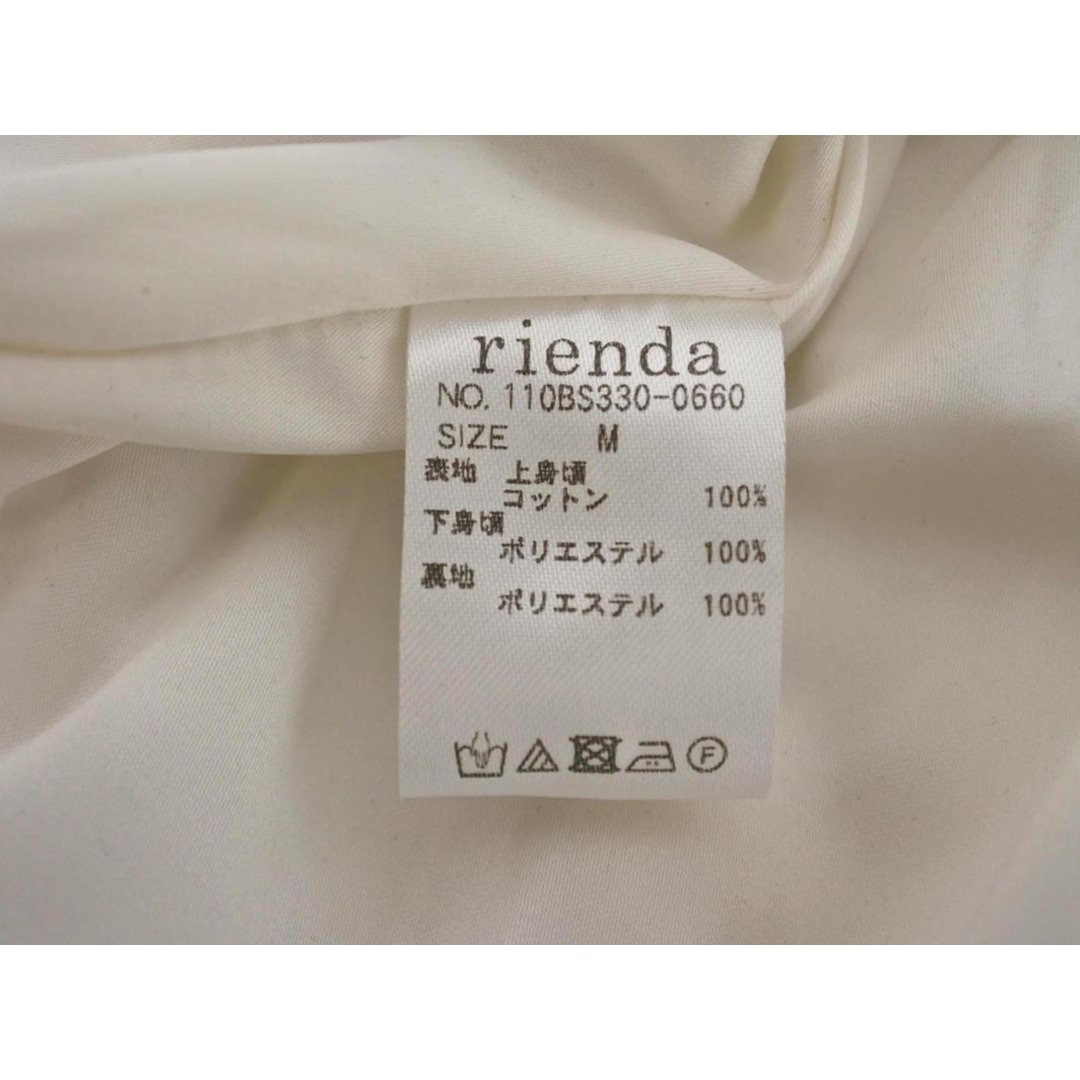 rienda
NO. 110BS330-0660
SIZE M
表地 上身頃
コットン 100%
下身頃
ポリエステル 100%
裏地
ポリエステル 100%
F